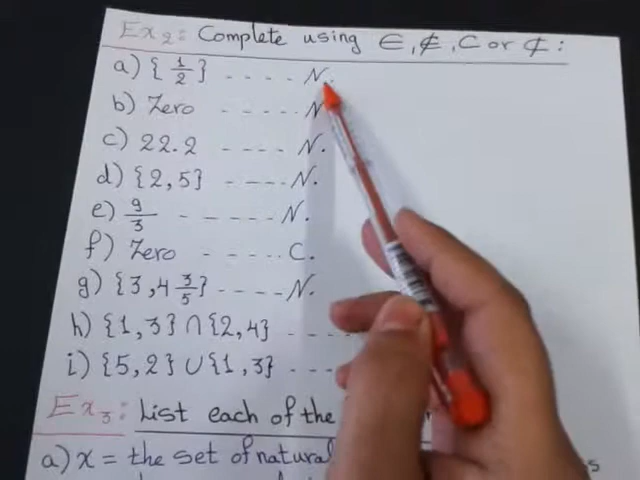 Ex2: Complete using ∈, ∉, ⊂ or ⊄ :
a) { 1/2 } ---- N.
b) Zero ---- N
c) 22.2 ---- N.
d) {2,5} ---- N.
e) 9/3 ----- N.
f) Zero ----- C.
g) {3, 4 3/5} ---- N.
h) {1,3} ∩ {2,4} ----
i) {5,2} ∪ {1,3} ---
Ex3: List each of the
a) x = the set of natural